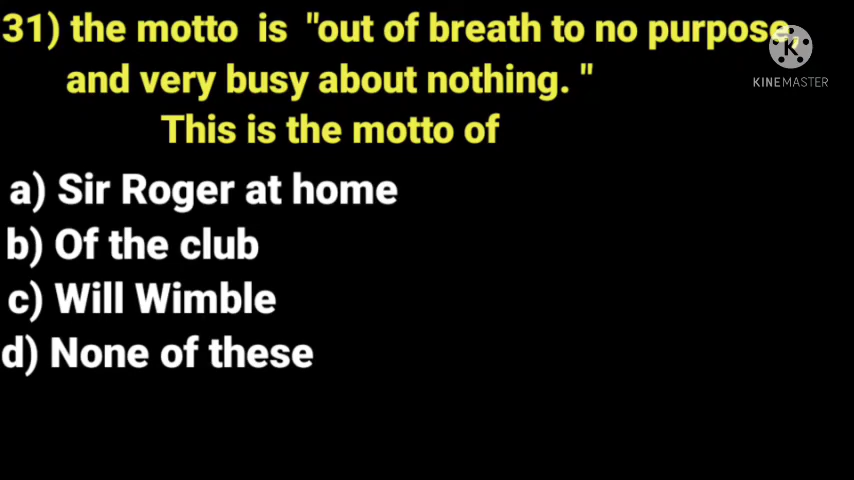 31) the motto is "out of breath to no purpose,
and very busy about nothing. "
This is the motto of
a) Sir Roger at home
b) Of the club
c) Will Wimble
d) None of these
K
KINEMASTER